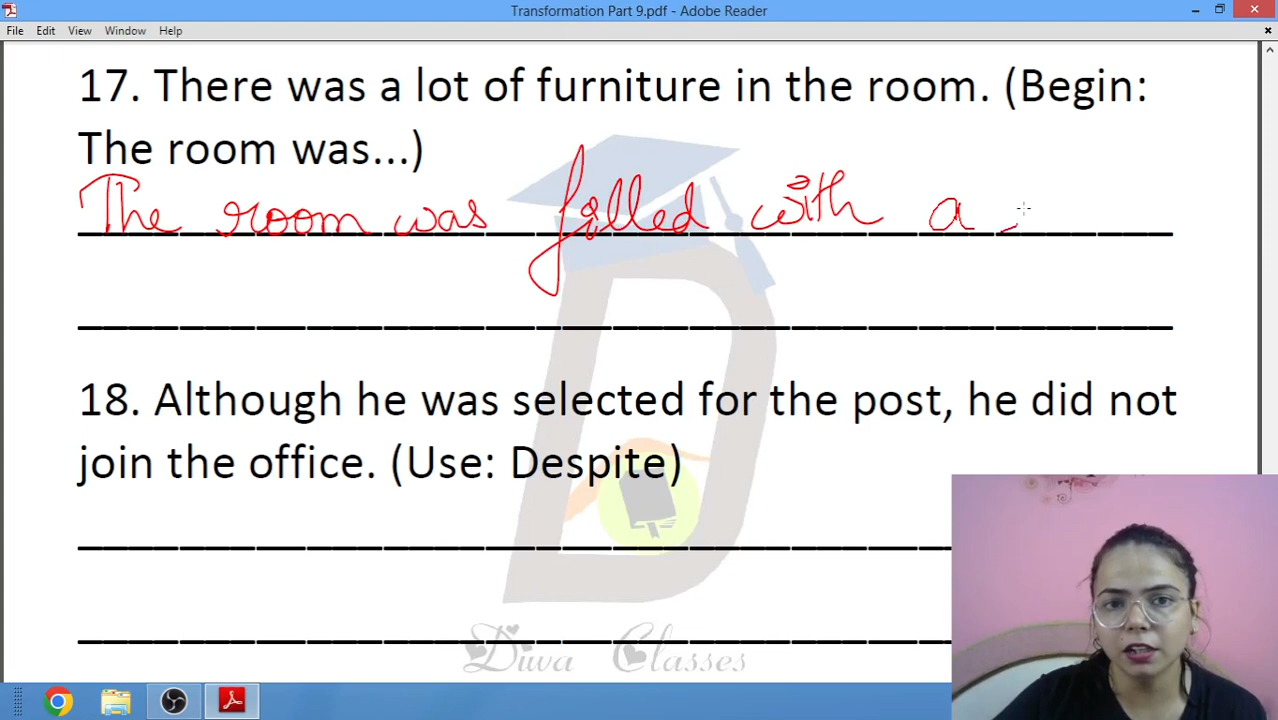 Transformation Part 9.pdf - Adobe Reader
File Edit View Window Help
17. There was a lot of furniture in the room. (Begin:
The room was...)
The room was filled with a
18. Although he was selected for the post, he did not
join the office. (Use: Despite)
Diwa Classes